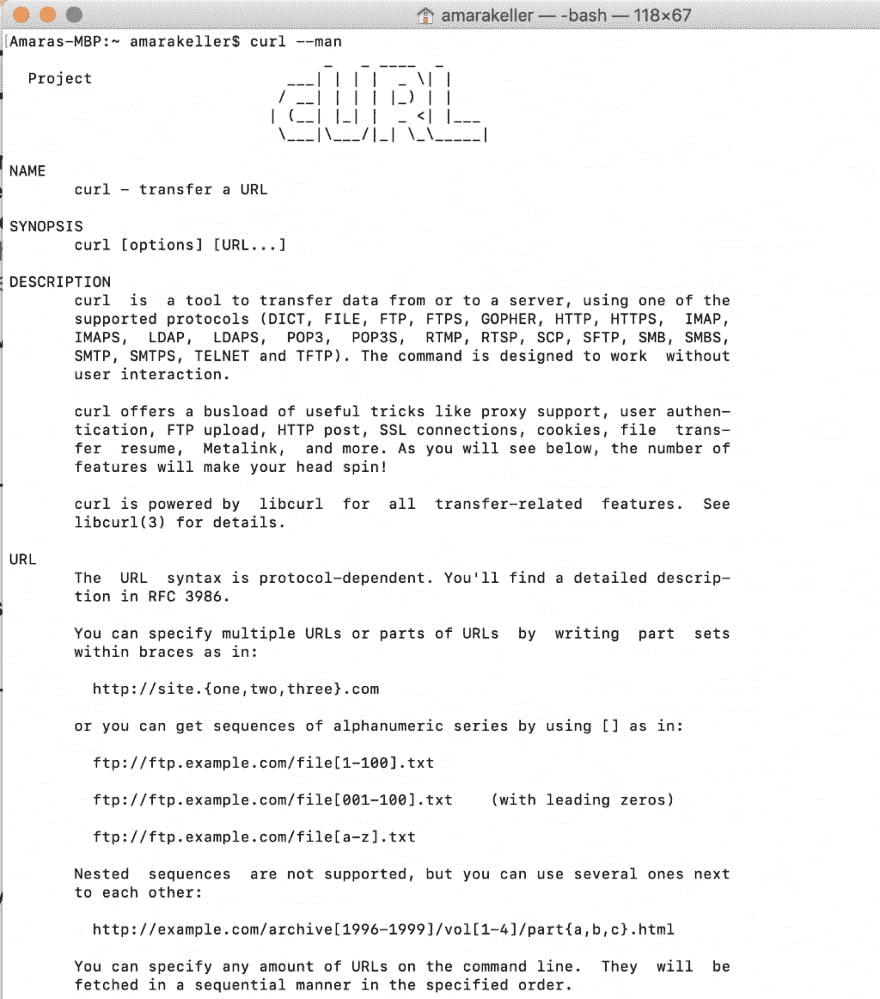 amarakeller — -bash — 118×67
[Amaras-MBP:~ amarakeller$ curl --man
                                  _   _ ____  _
  Project                     ___| | | |  _ \| |
                             / __| | | | |_) | |
                            | (__| |_| |  _ <| |___
                             \___|\___/|_| \_\_____|
NAME
       curl - transfer a URL
SYNOPSIS
       curl [options] [URL...]
DESCRIPTION
       curl  is  a tool to transfer data from or to a server, using one of the
       supported protocols (DICT, FILE, FTP, FTPS, GOPHER, HTTP, HTTPS,  IMAP,
       IMAPS,  LDAP,  LDAPS,  POP3,  POP3S,  RTMP, RTSP, SCP, SFTP, SMB, SMBS,
       SMTP, SMTPS, TELNET and TFTP). The command is designed to work  without
       user interaction.
       curl offers a busload of useful tricks like proxy support, user authen-
       tication, FTP upload, HTTP post, SSL connections, cookies, file  trans-
       fer  resume,  Metalink,  and more. As you will see below, the number of
       features will make your head spin!
       curl is powered by  libcurl  for  all  transfer-related  features.  See
       libcurl(3) for details.
URL
       The  URL  syntax is protocol-dependent. You'll find a detailed descrip-
       tion in RFC 3986.
       You can specify multiple URLs or parts of URLs  by  writing  part  sets
       within braces as in:
         http://site.{one,two,three}.com
       or you can get sequences of alphanumeric series by using [] as in:
         ftp://ftp.example.com/file[1-100].txt
         ftp://ftp.example.com/file[001-100].txt    (with leading zeros)
         ftp://ftp.example.com/file[a-z].txt
       Nested  sequences  are not supported, but you can use several ones next
       to each other:
         http://example.com/archive[1996-1999]/vol[1-4]/part{a,b,c}.html
       You can specify any amount of URLs on the command line.  They  will  be
       fetched in a sequential manner in the specified order.